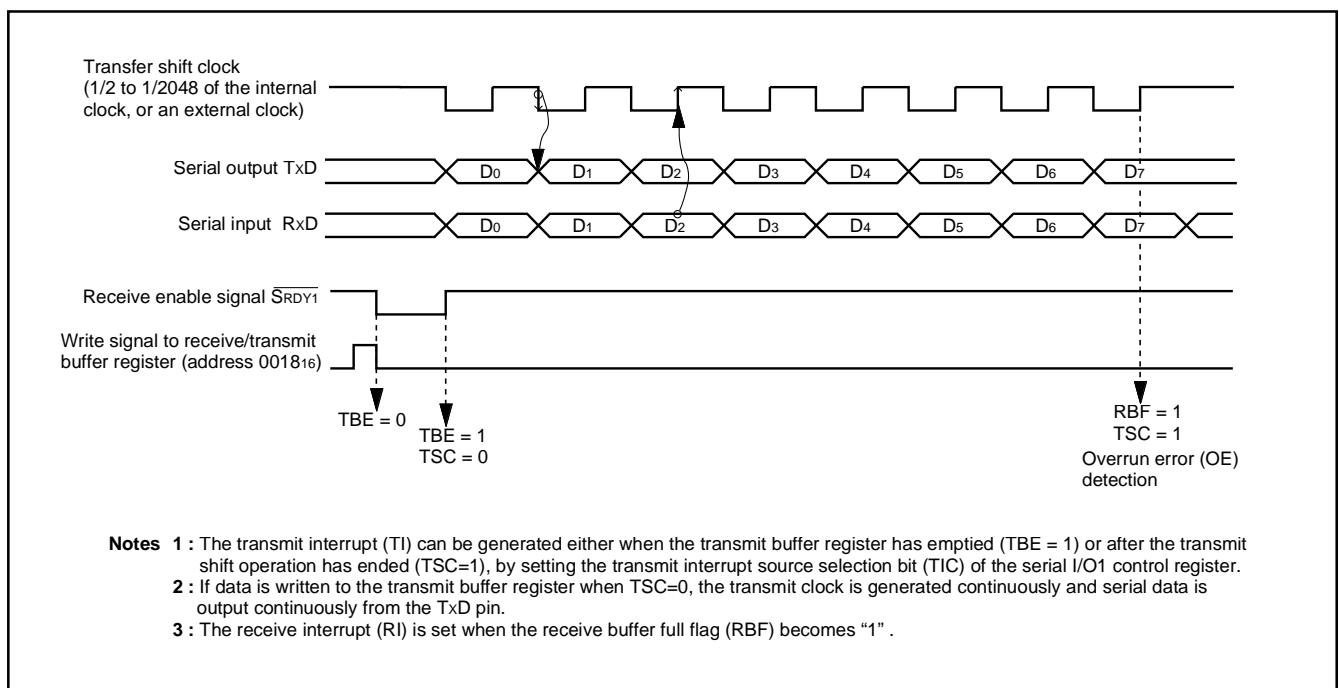 Transfer shift clock
(1/2 to 1/2048 of the internal
clock, or an external clock)
Serial output TxD
D0 D1 D2 D3 D4 D5 D6 D7
Serial input RxD
D0 D1 D2 D3 D4 D5 D6 D7
Receive enable signal SRDY1
Write signal to receive/transmit
buffer register (address 001816)
TBE = 0
TBE = 1
TSC = 0
RBF = 1
TSC = 1
Overrun error (OE)
detection
Notes 1 : The transmit interrupt (TI) can be generated either when the transmit buffer register has emptied (TBE = 1) or after the transmit
shift operation has ended (TSC=1), by setting the transmit interrupt source selection bit (TIC) of the serial I/O1 control register.
2 : If data is written to the transmit buffer register when TSC=0, the transmit clock is generated continuously and serial data is
output continuously from the TxD pin.
3 : The receive interrupt (RI) is set when the receive buffer full flag (RBF) becomes “1” .